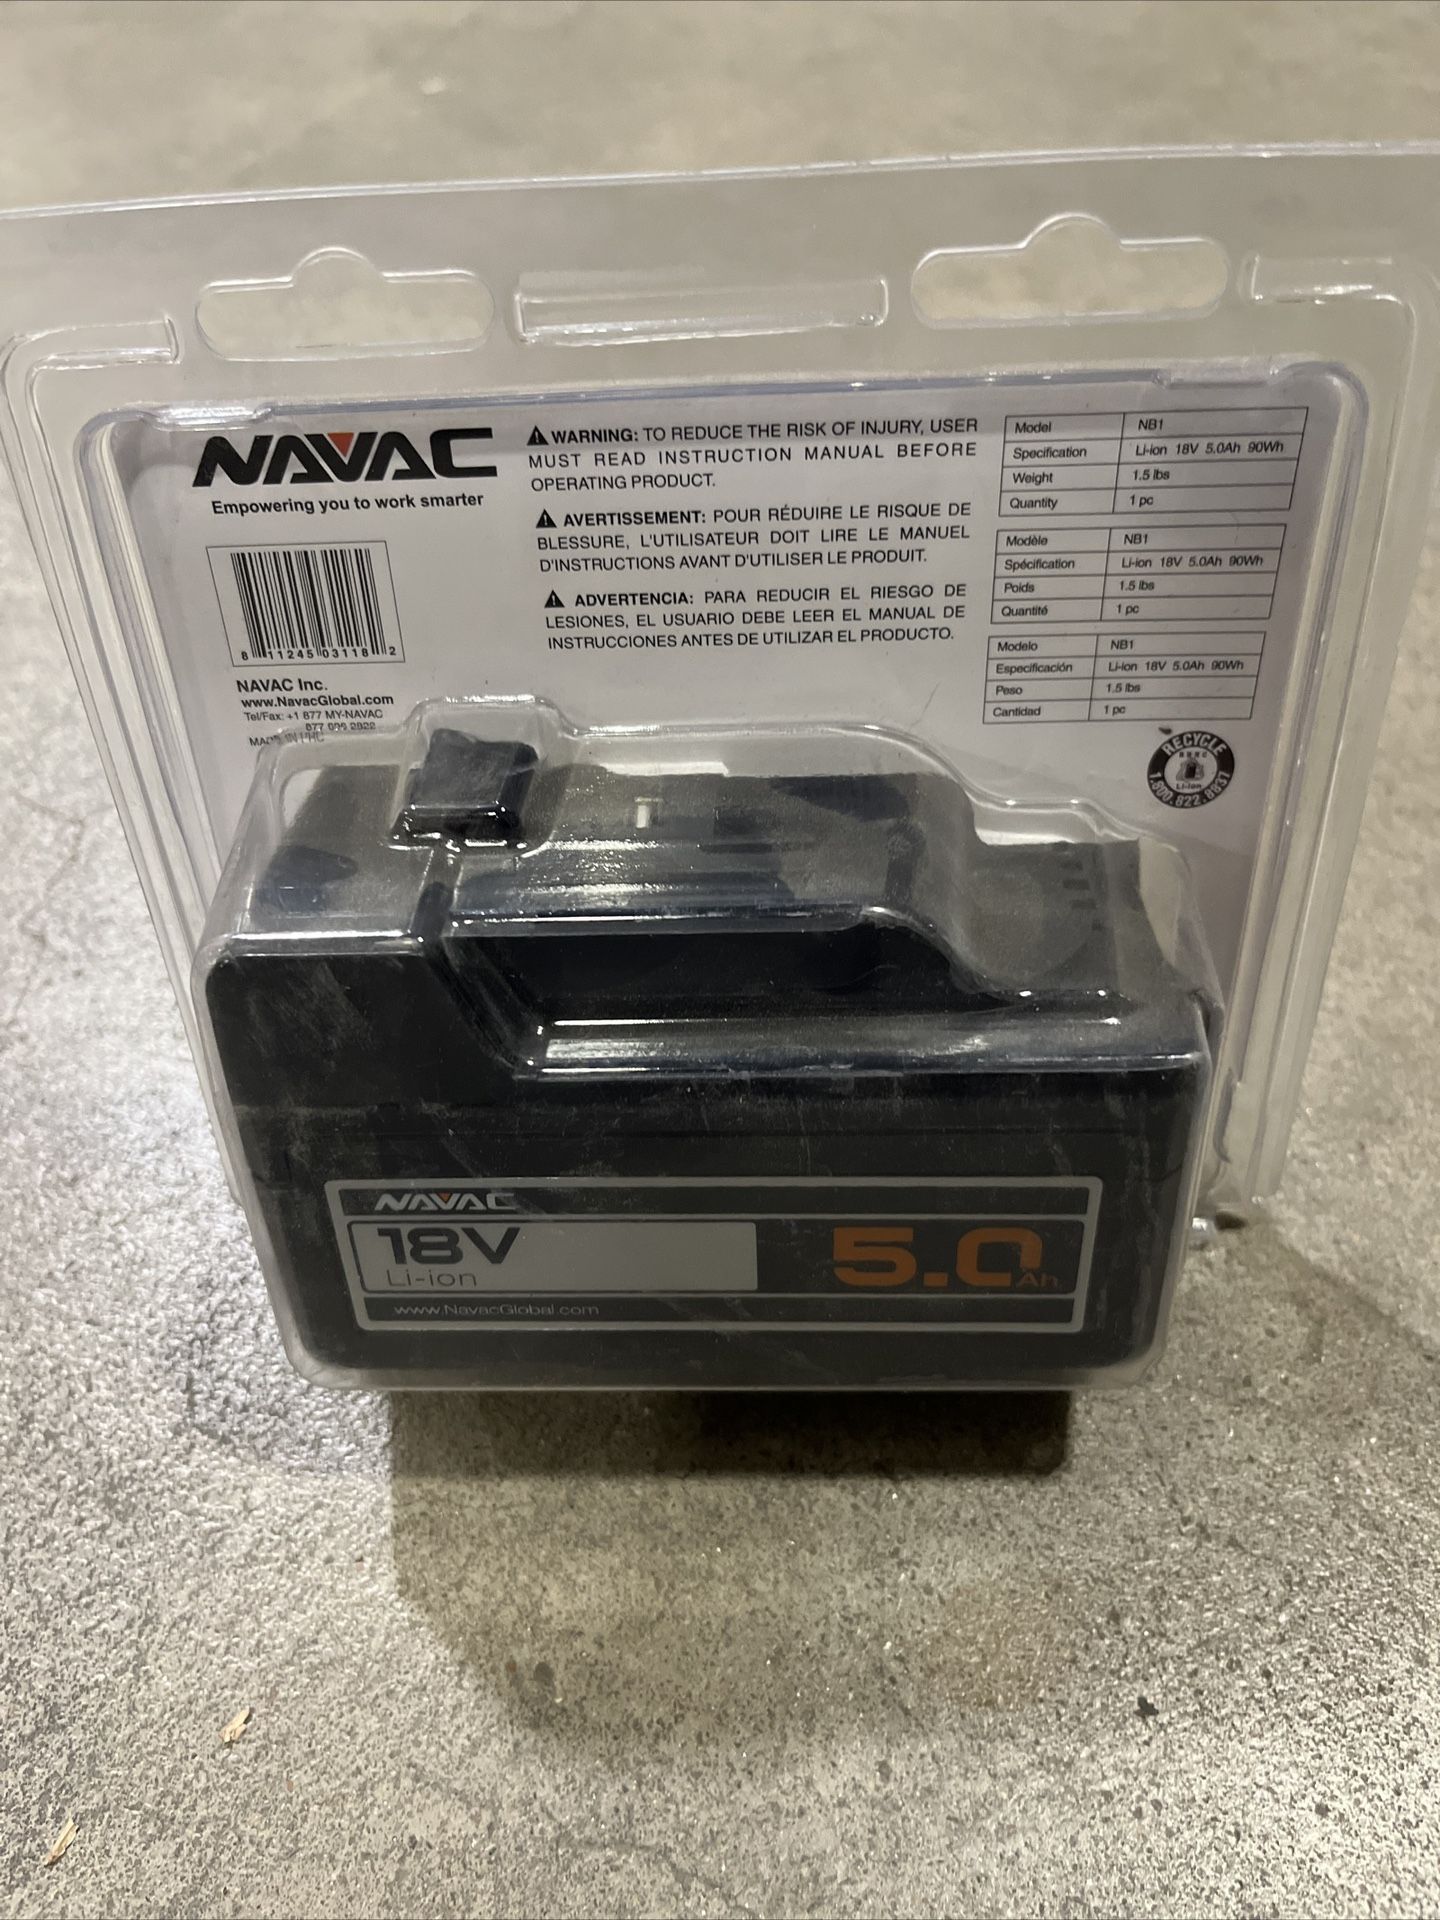 NAVAC
Empowering you to work smarter
8 11245 03118 2
NAVAC Inc.
www.NavacGlobal.com
Tel/Fax: +1 877 MY-NAVAC
877 2822
MADE IN PRC
⚠ WARNING: TO REDUCE THE RISK OF INJURY, USER
MUST READ INSTRUCTION MANUAL BEFORE
OPERATING PRODUCT.
⚠ AVERTISSEMENT: POUR RÉDUIRE LE RISQUE DE
BLESSURE, L'UTILISATEUR DOIT LIRE LE MANUEL
D'INSTRUCTIONS AVANT D'UTILISER LE PRODUIT.
⚠ ADVERTENCIA: PARA REDUCIR EL RIESGO DE
LESIONES, EL USUARIO DEBE LEER EL MANUAL DE
INSTRUCCIONES ANTES DE UTILIZAR EL PRODUCTO.
Model NB1
Specification Li-ion 18V 5.0Ah 90Wh
Weight 1.5 lbs
Quantity 1 pc
Modèle NB1
Spécification Li-ion 18V 5.0Ah 90Wh
Poids 1.5 lbs
Quantité 1 pc
Modelo NB1
Especificación Li-ion 18V 5.0Ah 90Wh
Peso 1.5 lbs
Cantidad 1 pc
RECYCLE
RBRC
Li-ion
1.800.822.8837
NAVAC
18V
Li-ion
5.0Ah
www.NavacGlobal.com